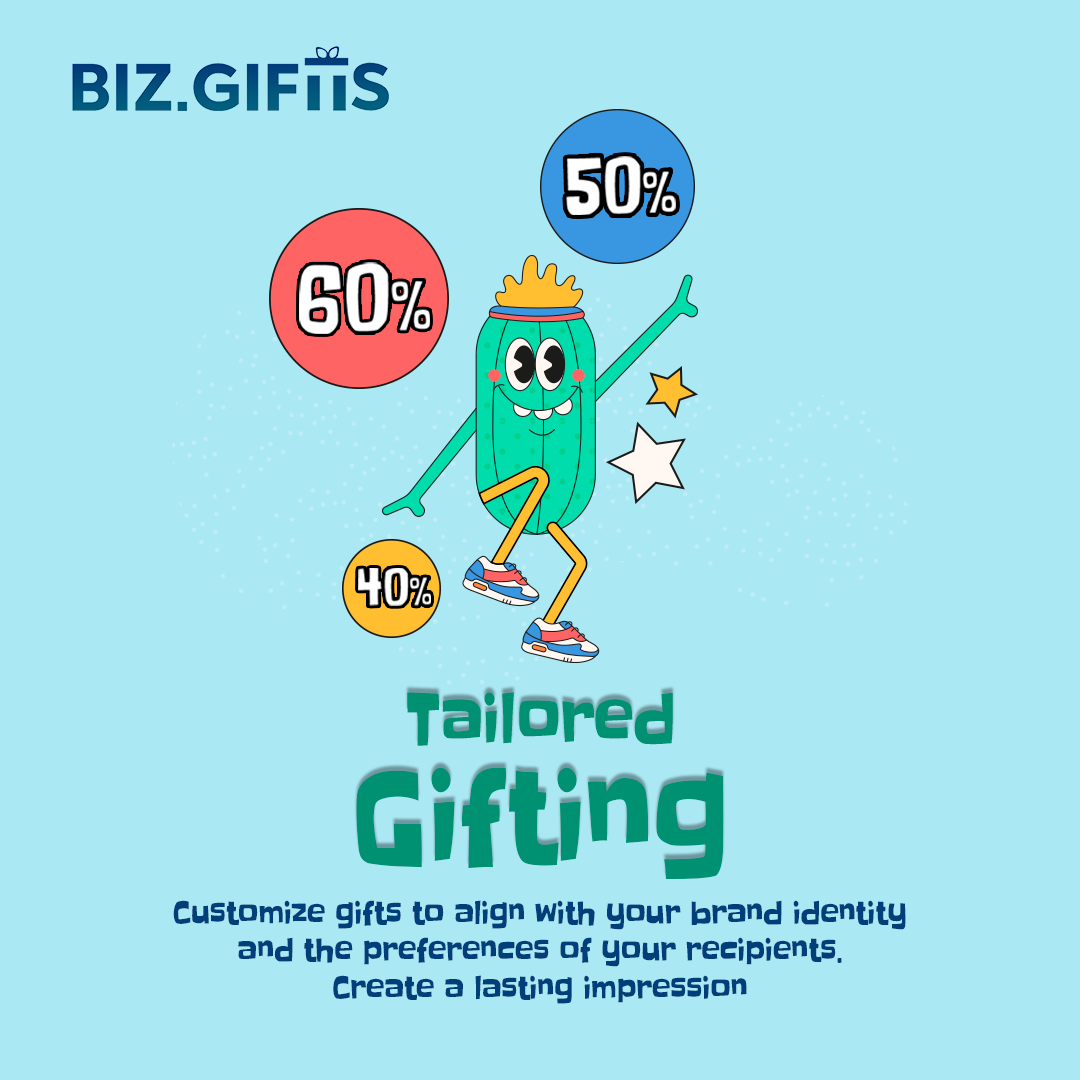 BIZ.GIFTS
50%
60%
40%
Tailored
Gifting
Customize gifts to align with your brand identity
and the preferences of your recipients.
Create a lasting impression